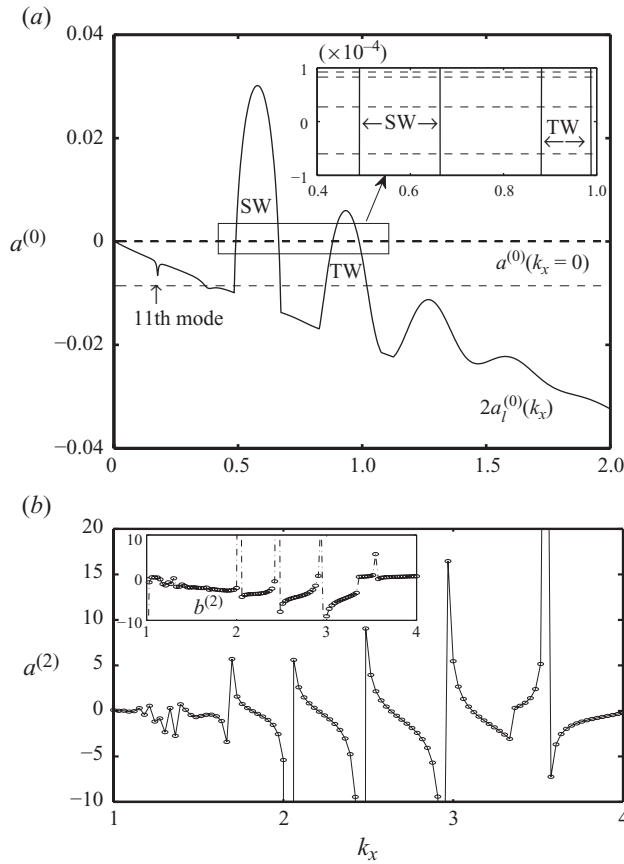 (a)
0.04
(×10⁻⁴)
1
0
−1
SW
TW
0.4 0.6 0.8 1.0
0.02
SW
a⁽⁰⁾
0
TW
a⁽⁰⁾(kₓ = 0)
11th mode
−0.02
2aₗ⁽⁰⁾(kₓ)
−0.04
0 0.5 1.0 1.5 2.0
(b)
20
15
10
5
0
−5
−10
a⁽²⁾
10
0
−10
b⁽²⁾
1 2 3 4
1 2 3 4
kₓ